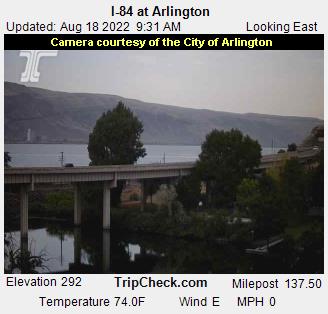 I-84 at Arlington
Updated: Aug 18 2022 9:31 AM Looking East
Camera courtesy of the City of Arlington
Elevation 292 TripCheck.com Milepost 137.50
Temperature 74.0F Wind E MPH 0